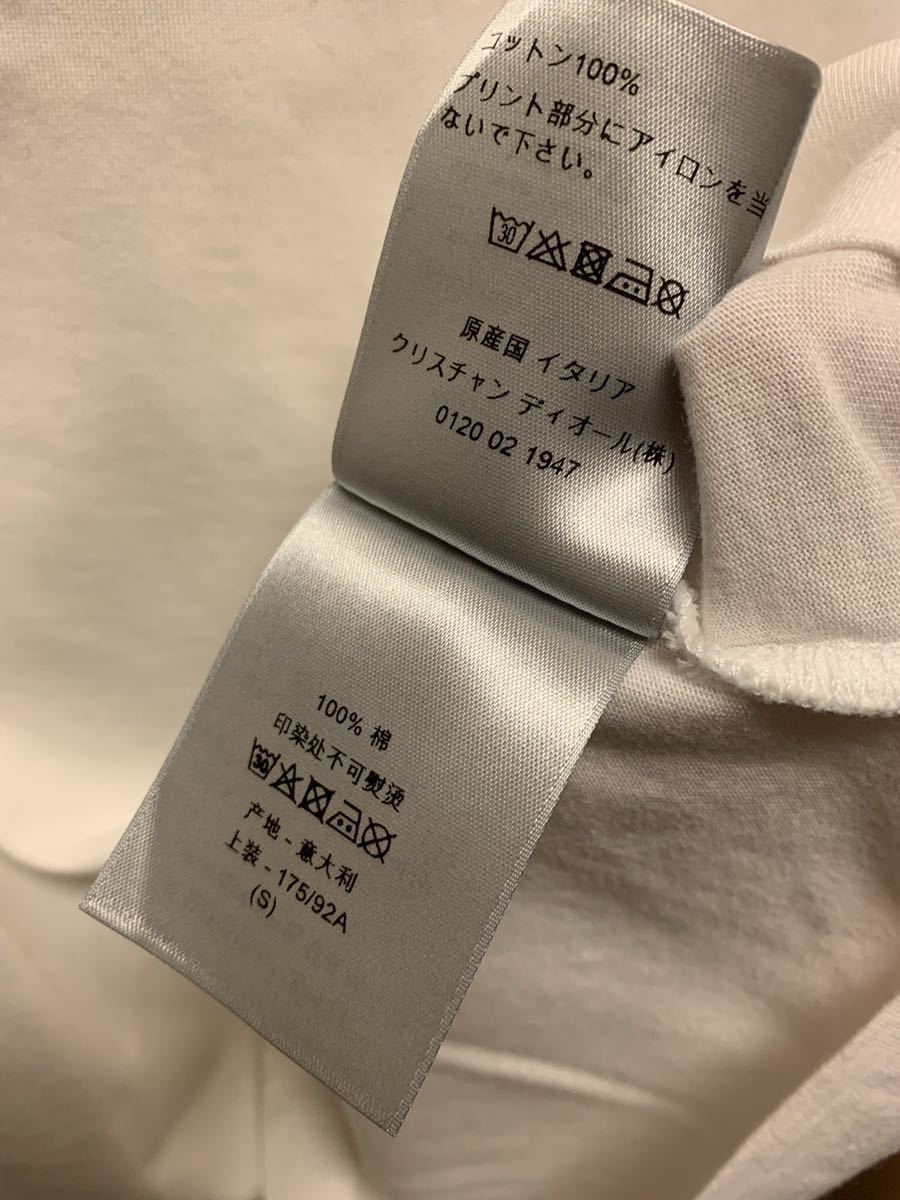 コットン100%
プリント部分にアイロンを当
ないで下さい。
30
原産国 イタリア
クリスチャン ディオール(株)
0120 02 1947
100% 棉
印染处不可熨烫
30
产地 - 意大利
上装 - 175/92A
(S)